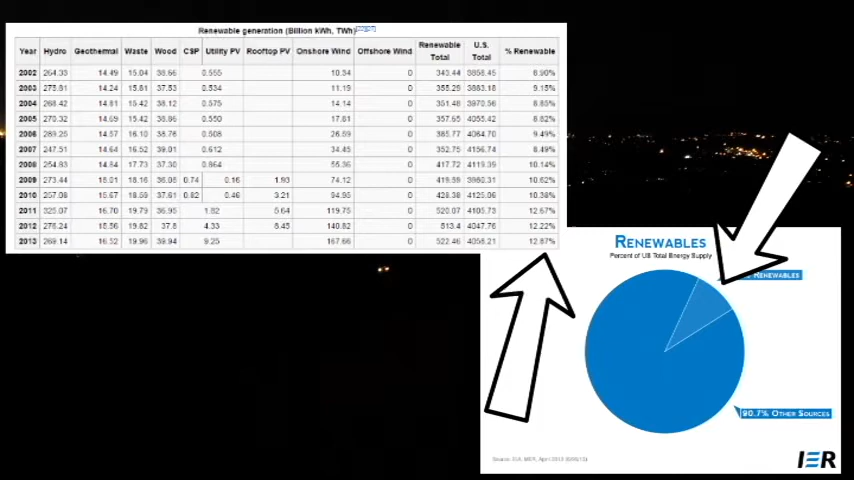 Renewable generation (Billion kWh, TWh)
Year Hydro Geothermal Waste Wood CSP Utility PV Rooftop PV Onshore Wind Offshore Wind Renewable Total U.S. Total % Renewable
2002 264.33 14.49 15.04 38.66 0.555 10.34 0 343.44 3858.45 8.90%
2003 275.81 14.24 15.81 37.53 0.534 11.19 0 355.29 3883.18 9.15%
2004 268.42 14.81 15.42 38.12 0.575 14.14 0 351.48 3970.56 8.85%
2005 270.32 14.69 15.42 38.86 0.550 17.81 0 357.65 4055.42 8.82%
2006 289.25 14.57 16.10 38.76 0.508 26.59 0 385.77 4064.70 9.49%
2007 247.51 14.64 16.52 39.01 0.612 34.45 0 352.75 4156.74 8.49%
2008 254.83 14.84 17.73 37.30 0.864 55.36 0 417.72 4119.39 10.14%
2009 273.44 15.01 18.16 36.05 0.74 0.16 1.93 74.12 0 419.59 3980.31 10.62%
2010 257.08 15.67 18.59 37.61 0.82 0.46 3.21 94.95 0 428.38 4125.06 10.38%
2011 325.07 16.70 19.79 36.95 1.82 5.64 119.75 0 520.07 4105.73 12.67%
2012 276.24 15.56 19.82 37.8 4.33 8.45 140.82 0 513.4 4047.76 12.22%
2013 269.14 16.52 19.96 39.94 9.25 167.66 0 522.46 4058.21 12.87%
RENEWABLES
Percent of US Total Energy Supply
RENEWABLES
90.7% OTHER SOURCES
IER